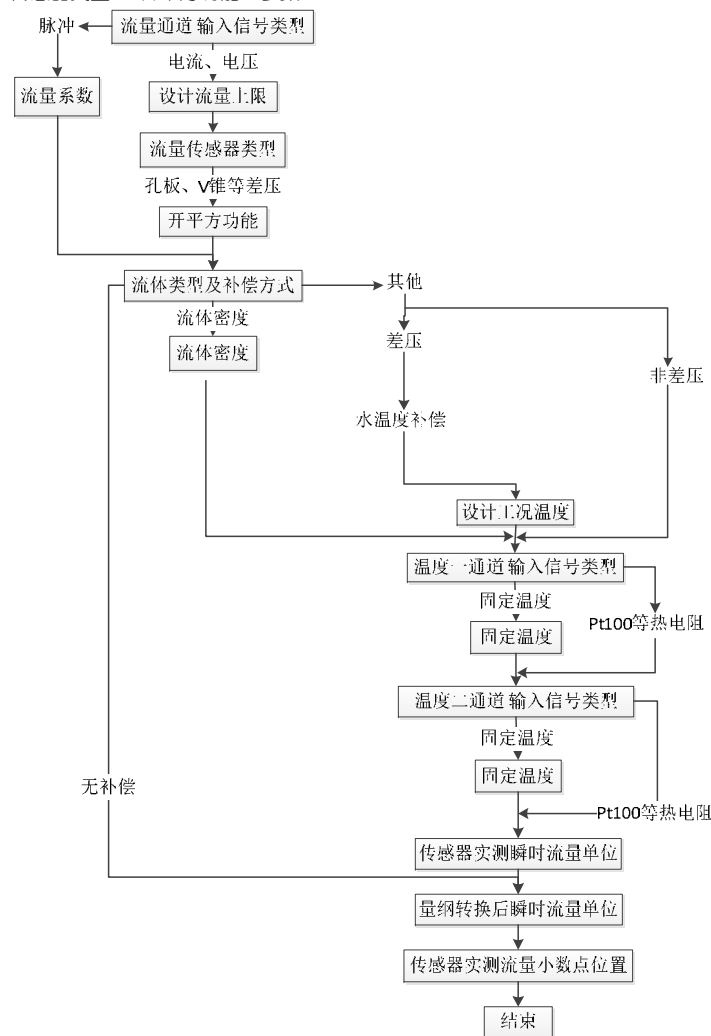 脉冲
流量通道 输入信号类型
电流、电压
流量系数
设计流量上限
流量传感器类型
孔板、V锥等差压
开平方功能
流体类型及补偿方式
其他
流体密度
流体密度
差压
非差压
水温度补偿
设计工况温度
温度一通道 输入信号类型
固定温度
Pt100等热电阻
固定温度
温度二通道 输入信号类型
固定温度
固定温度
无补偿
Pt100等热电阻
传感器实测瞬时流量单位
量纲转换后瞬时流量单位
传感器实测流量小数点位置
结束